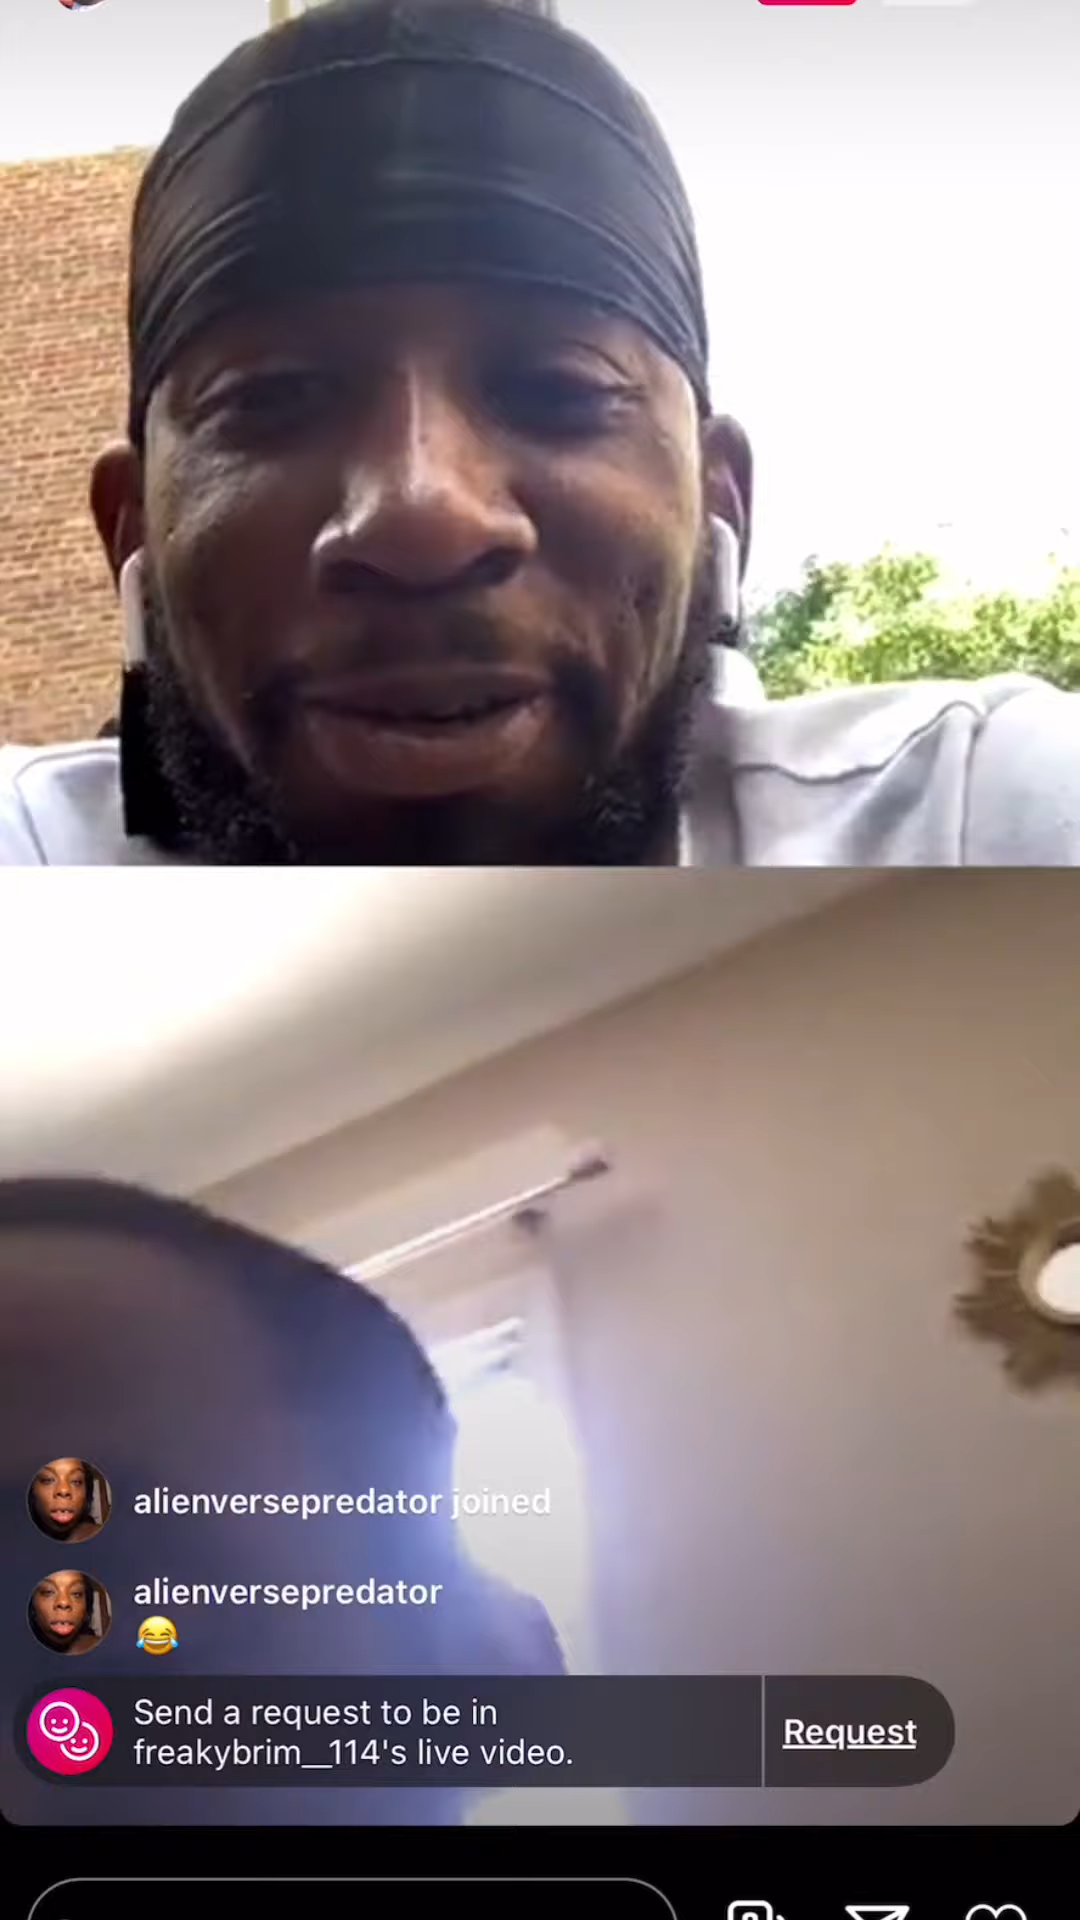 alienversepredator joined
alienversepredator
😂
Send a request to be in
freakybrim__114's live video.
Request